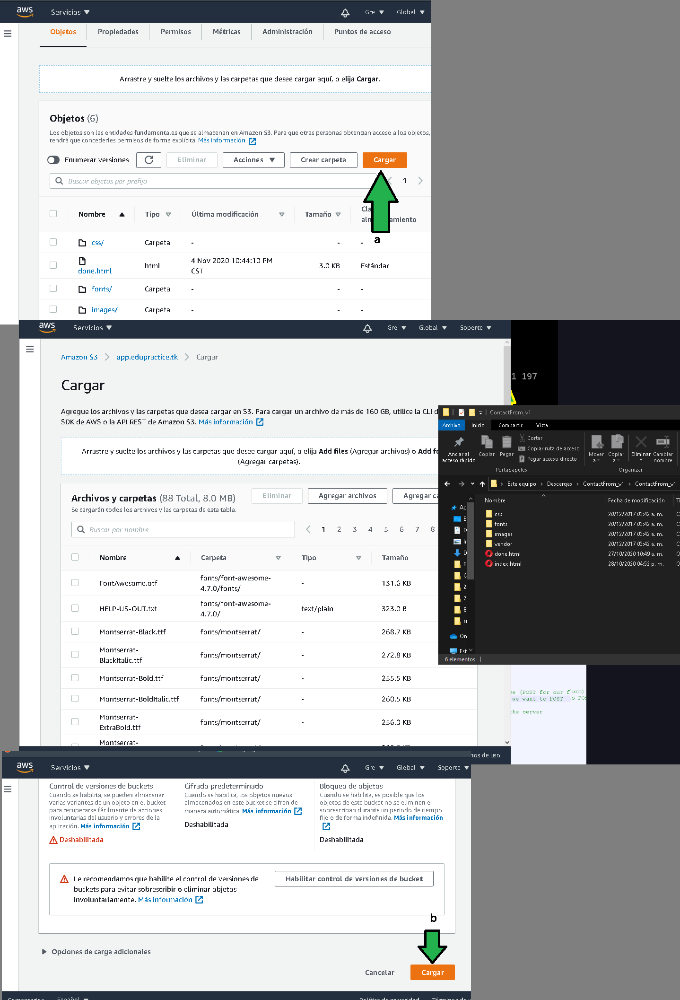 aws Servicios Gre Global
Objetos Propiedades Permisos Métricas Administración Puntos de acceso
Arrastre y suelte los archivos y las carpetas que desee cargar aquí, o elija Cargar.
Objetos (6)
Los objetos son las entidades fundamentales que se almacenan en Amazon S3. Para que otras personas obtengan acceso a los objetos,
tendrá que concederles permisos de forma explícita. Más información
Enumerar versiones Eliminar Acciones Crear carpeta Cargar
Buscar objetos por prefijo 1
Nombre Tipo Última modificación Tamaño
a
css/ Carpeta - - -
done.html html 4 Nov 2020 10:44:10 PM CST 3.0 KB Estándar
fonts/ Carpeta - - -
images/ Carpeta - - -
aws Servicios Gre Global Soporte
Amazon S3 app.edupractice.tk Cargar
Cargar
Agregue los archivos y las carpetas que desea cargar en S3. Para cargar un archivo de más de 160 GB, utilice la CLI
SDK de AWS o la API REST de Amazon S3. Más información
Arrastre y suelte los archivos y las carpetas que desee cargar aquí, o elija Add files (Agregar archivos) o Add
(Agregar carpetas).
Archivos y carpetas (88 Total, 8.0 MB) Eliminar Agregar archivos Agregar
Se cargarán todos los archivos y las carpetas de esta tabla.
Buscar por nombre 1 2 3 4 5 6 7 8
Nombre Carpeta Tipo Tamaño
FontAwesome.otf fonts/font-awesome-4.7.0/fonts/ - 131.6 KB
HELP-US-OUT.txt fonts/font-awesome-4.7.0/ text/plain 323.0 B
Montserrat-Black.ttf fonts/montserrat/ - 268.7 KB
Montserrat-BlackItalic.ttf fonts/montserrat/ - 272.8 KB
Montserrat-Bold.ttf fonts/montserrat/ - 255.5 KB
Montserrat-BoldItalic.ttf fonts/montserrat/ - 260.5 KB
Montserrat-ExtraBold.ttf fonts/montserrat/ - 256.0 KB
Montserrat-
1 197
ContactFrom_v1
Archivo Inicio Compartir Vista
Anclar al acceso rápido Copiar Pegar Cortar
Copiar ruta de acceso
Pegar acceso directo
Mover a Copiar a Eliminar Cambiar nombre
Portapapeles Organizar
Este equipo Descargas ContactFrom_v1 ContactFrom_v1
Nombre Fecha de modificación
css 20/12/2017 03:42 a. m.
fonts 20/12/2017 03:42 a. m.
images 20/12/2017 03:42 a. m.
vendor 20/12/2017 03:42 a. m.
done.html 27/10/2020 10:49 a. m.
index.html 28/10/2020 04:52 p. m.
6 elementos
(POST for our form)
we want to POST
the server
de uso
aws Servicios Gre Global Soporte
Control de versiones de buckets
Cuando se habilita, se pueden almacenar
varias variantes de un objeto en el bucket
para recuperarse fácilmente de acciones
involuntarias del usuario y errores de la
aplicación. Más información
Deshabilitada
Cifrado predeterminado
Cuando se habilita, los objetos nuevos
almacenados en este bucket se cifran de
manera automática. Más información
Deshabilitada
Bloqueo de objetos
Cuando se habilita, es posible que los
objetos de este bucket no se eliminen o
sobrescriban durante un periodo de tiempo
fijo o de forma indefinida. Más información
Deshabilitada
Le recomendamos que habilite el control de versiones de
buckets para evitar sobrescribir o eliminar objetos
involuntariamente. Más información
Habilitar control de versiones de bucket
b
Opciones de carga adicionales
Cancelar Cargar
Español